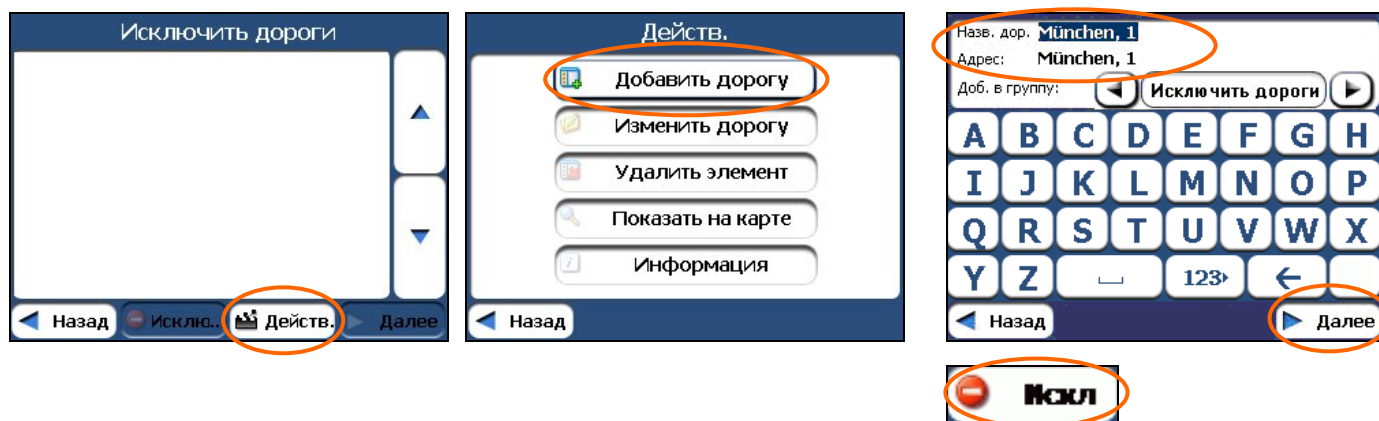 Исключить дороги
Назад
Исклю..
Действ.
Далее
Действ.
Добавить дорогу
Изменить дорогу
Удалить элемент
Показать на карте
Информация
Назад
Назв. дор. München, 1
Адрес: München, 1
Доб. в группу: Исключить дороги
A B C D E F G H
I J K L M N O P
Q R S T U V W X
Y Z 123
Назад
Далее
Искл